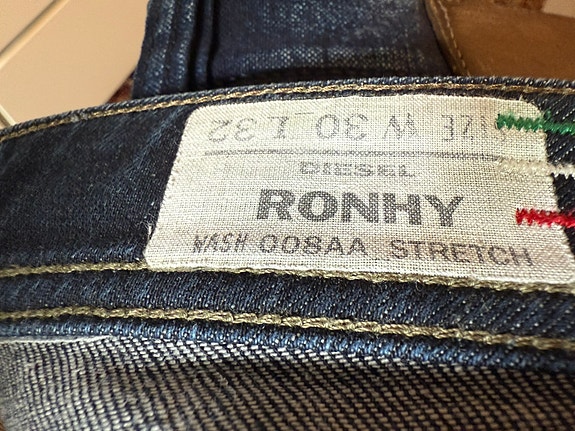 SIZE W 30 L 32
DIESEL
RONHY
WASH 008AA STRETCH